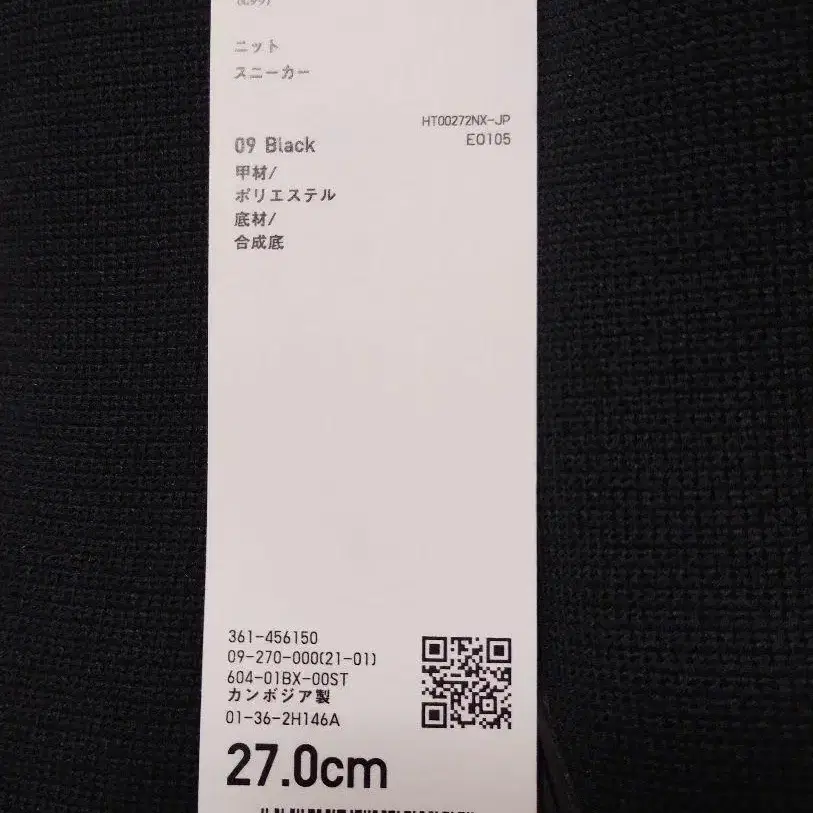 ニット
スニーカー
HT00272NX-JP
E0105
09 Black
甲材/
ポリエステル
底材/
合成底
361-456150
09-270-000(21-01)
604-01BX-00ST
カンボジア製
01-36-2H146A
27.0cm